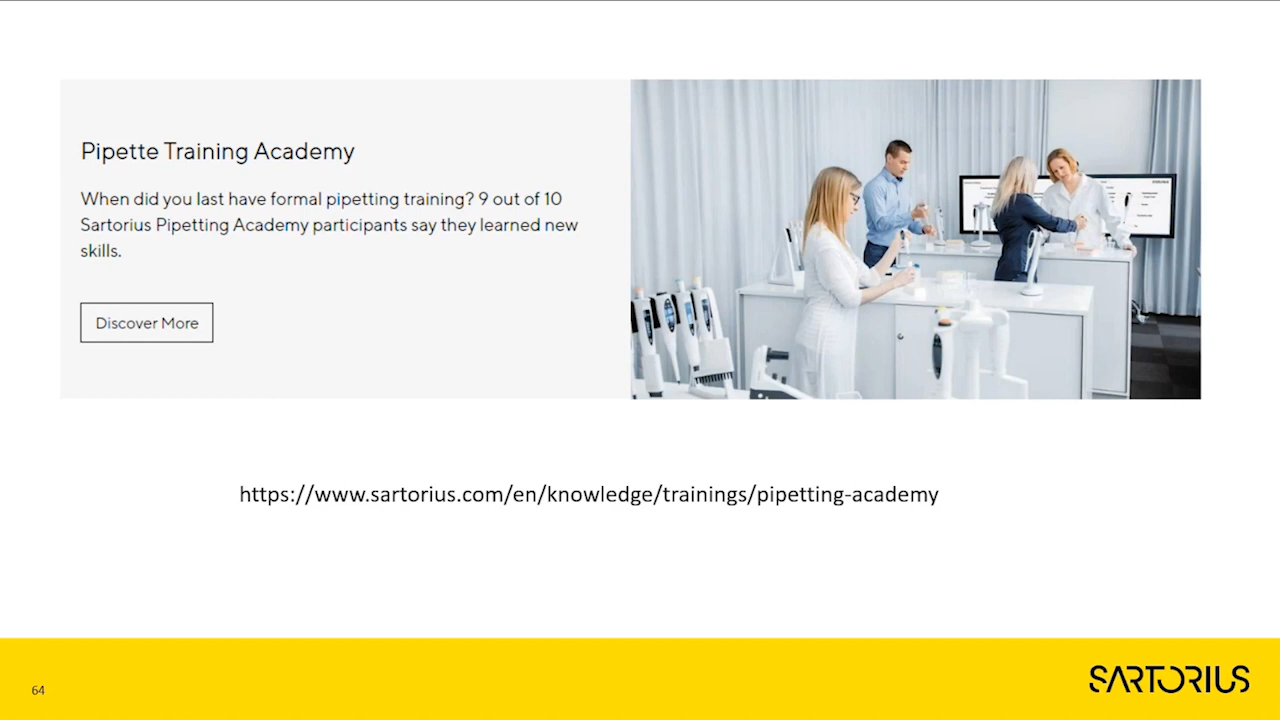 Pipette Training Academy
When did you last have formal pipetting training? 9 out of 10
Sartorius Pipetting Academy participants say they learned new
skills.
Discover More
https://www.sartorius.com/en/knowledge/trainings/pipetting-academy
64
SARTORIUS